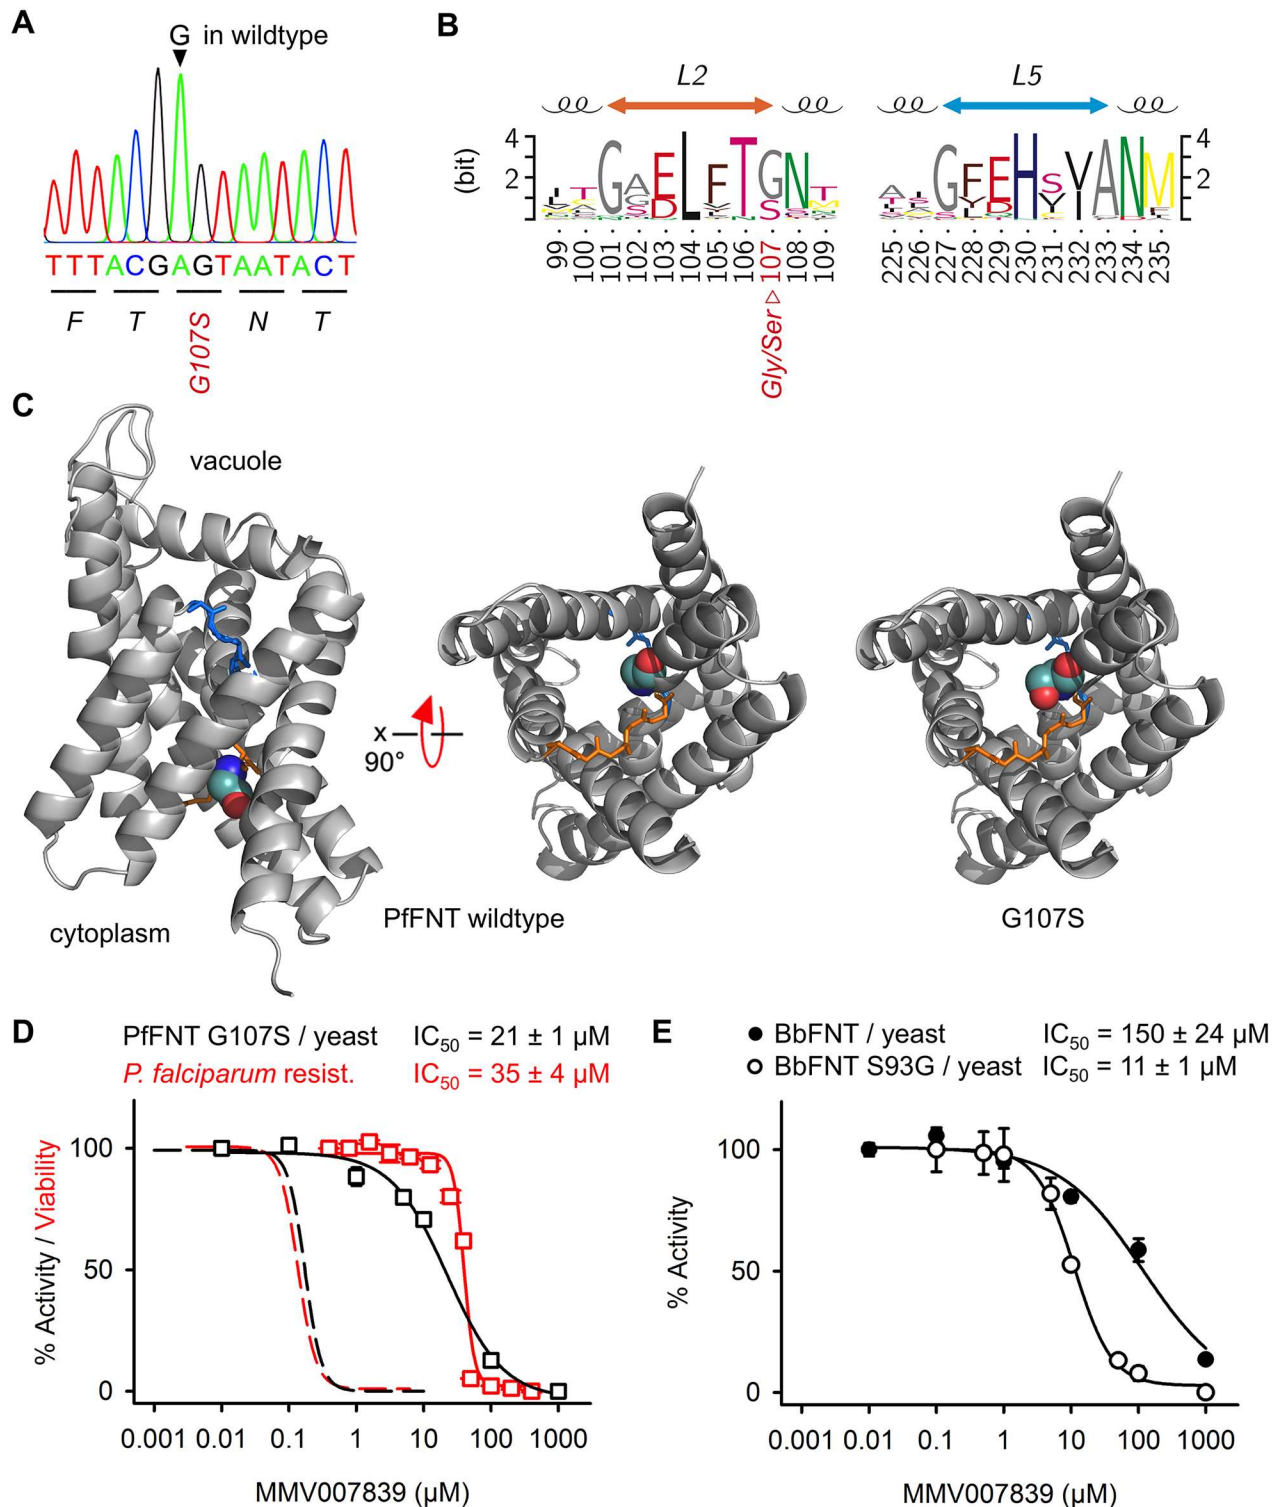 A
G in wildtype
TTTACGAGTAATACT
F T G107S N T
B
L2 L5
(bit)
4
2
4
2
99 100 101 102 103 104 105 106 107 108 109
225 226 227 228 229 230 231 232 233 234 235
Gly/Ser
C
vacuole
x
90°
cytoplasm
PfFNT wildtype
G107S
D
PfFNT G107S / yeast IC50 = 21 ± 1 µM
P. falciparum resist. IC50 = 35 ± 4 µM
% Activity / Viability
100
50
0
0.001 0.01 0.1 1 10 100 1000
MMV007839 (µM)
E
BbFNT / yeast IC50 = 150 ± 24 µM
BbFNT S93G / yeast IC50 = 11 ± 1 µM
% Activity
100
50
0
0.001 0.01 0.1 1 10 100 1000
MMV007839 (µM)